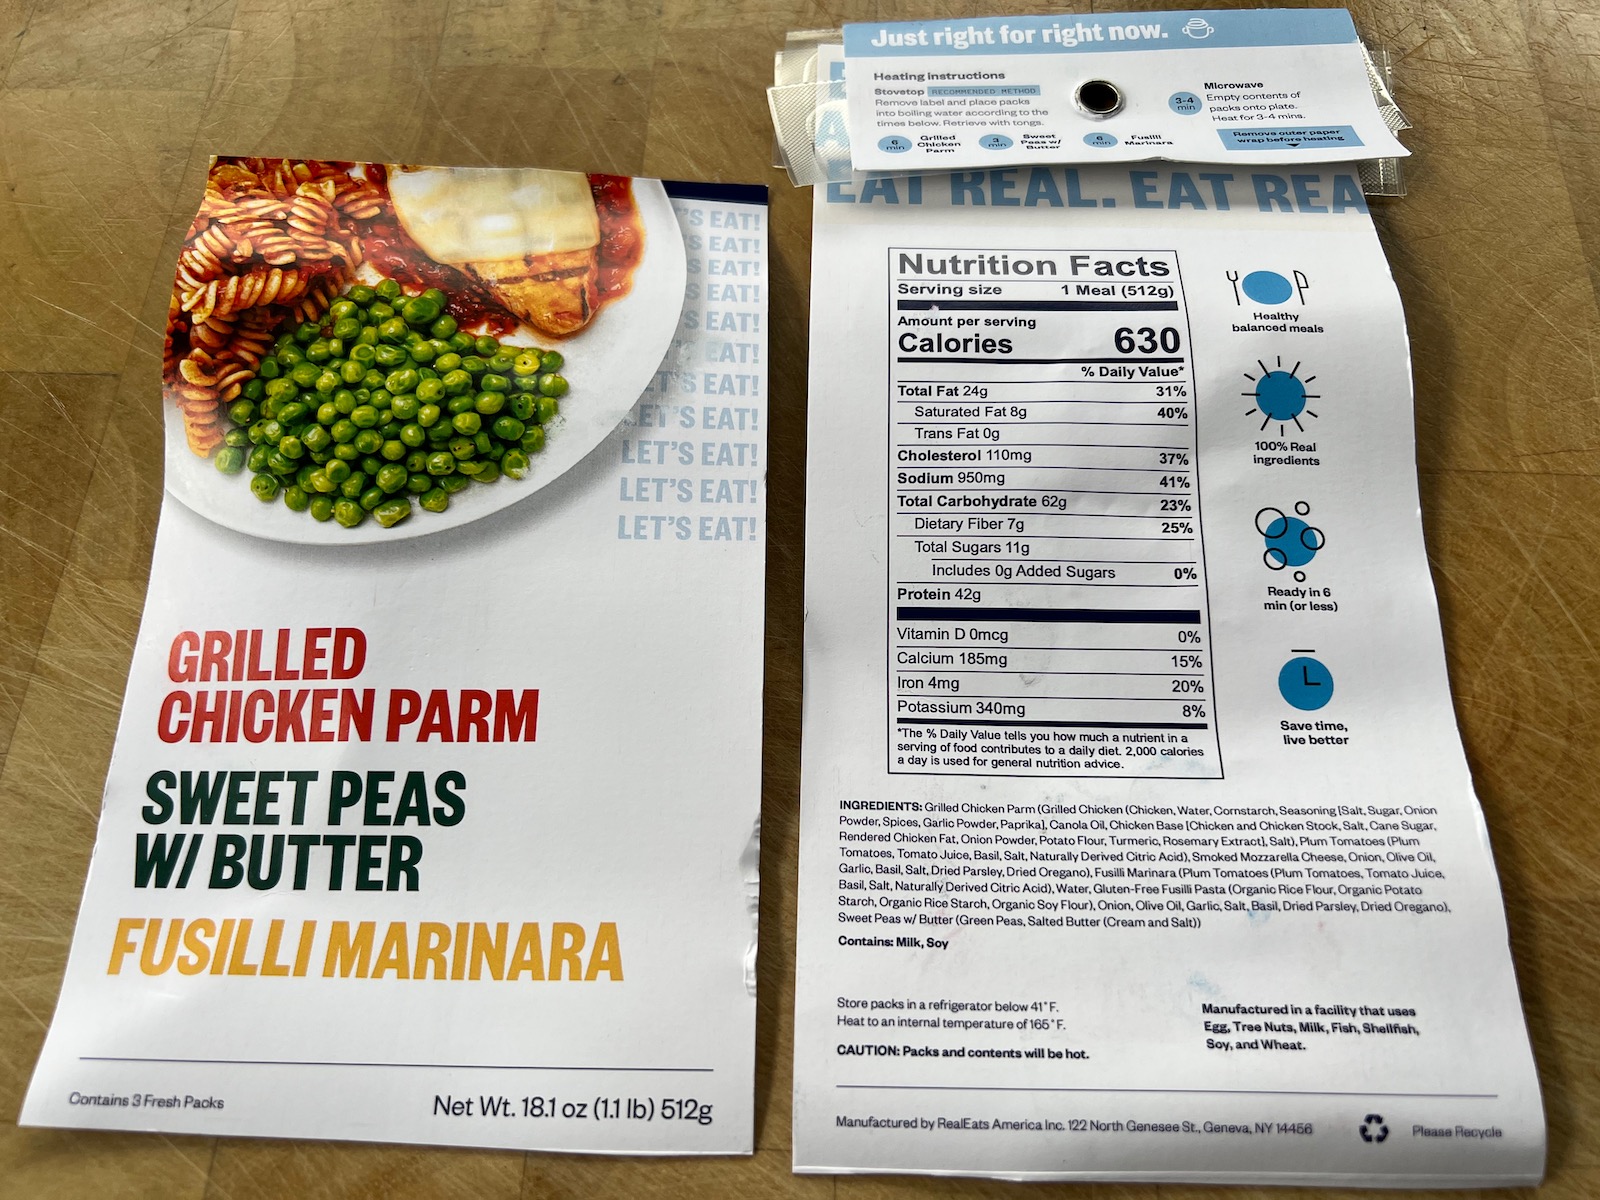 'S EAT!
'S EAT!
S EAT!
EAT!
S EAT!
EAT!
ET'S EAT!
LET'S EAT!
LET'S EAT!
LET'S EAT!
LET'S EAT!
GRILLED
CHICKEN PARM
SWEET PEAS
W/ BUTTER
FUSILLI MARINARA
Contains 3 Fresh Packs
Net Wt. 18.1 oz (1.1 lb) 512g
Just right for right now.
Heating instructions
Stovetop RECOMMENDED METHOD
Remove label and place packs
into boiling water according to the
times below. Retrieve with tongs.
6 min Grilled Chicken Parm
3 min Sweet Peas w/ Butter
6 min Fusilli Marinara
3-4 min
Microwave
Empty contents of
packs onto plate.
Heat for 3-4 mins.
Remove outer paper
wrap before heating
EAT REAL. EAT REA
Nutrition Facts
Serving size 1 Meal (512g)
Amount per serving
Calories 630
% Daily Value*
Total Fat 24g 31%
Saturated Fat 8g 40%
Trans Fat 0g
Cholesterol 110mg 37%
Sodium 950mg 41%
Total Carbohydrate 62g 23%
Dietary Fiber 7g 25%
Total Sugars 11g
Includes 0g Added Sugars 0%
Protein 42g
Vitamin D 0mcg 0%
Calcium 185mg 15%
Iron 4mg 20%
Potassium 340mg 8%
*The % Daily Value tells you how much a nutrient in a
serving of food contributes to a daily diet. 2,000 calories
a day is used for general nutrition advice.
Healthy
balanced meals
100% Real
ingredients
Ready in 6
min (or less)
Save time,
live better
INGREDIENTS: Grilled Chicken Parm (Grilled Chicken (Chicken, Water, Cornstarch, Seasoning [Salt, Sugar, Onion
Powder, Spices, Garlic Powder, Paprika], Canola Oil, Chicken Base [Chicken and Chicken Stock, Salt, Cane Sugar,
Rendered Chicken Fat, Onion Powder, Potato Flour, Turmeric, Rosemary Extract], Salt), Plum Tomatoes (Plum
Tomatoes, Tomato Juice, Basil, Salt, Naturally Derived Citric Acid), Smoked Mozzarella Cheese, Onion, Olive Oil,
Garlic, Basil, Salt, Dried Parsley, Dried Oregano), Fusilli Marinara (Plum Tomatoes (Plum Tomatoes, Tomato Juice,
Basil, Salt, Naturally Derived Citric Acid), Water, Gluten-Free Fusilli Pasta (Organic Rice Flour, Organic Potato
Starch, Organic Rice Starch, Organic Soy Flour), Onion, Olive Oil, Garlic, Salt, Basil, Dried Parsley, Dried Oregano),
Sweet Peas w/ Butter (Green Peas, Salted Butter (Cream and Salt))
Contains: Milk, Soy
Store packs in a refrigerator below 41°F.
Heat to an internal temperature of 165°F.
CAUTION: Packs and contents will be hot.
Manufactured in a facility that uses
Egg, Tree Nuts, Milk, Fish, Shellfish,
Soy, and Wheat.
Manufactured by RealEats America Inc. 122 North Genesee St., Geneva, NY 14456
Please Recycle